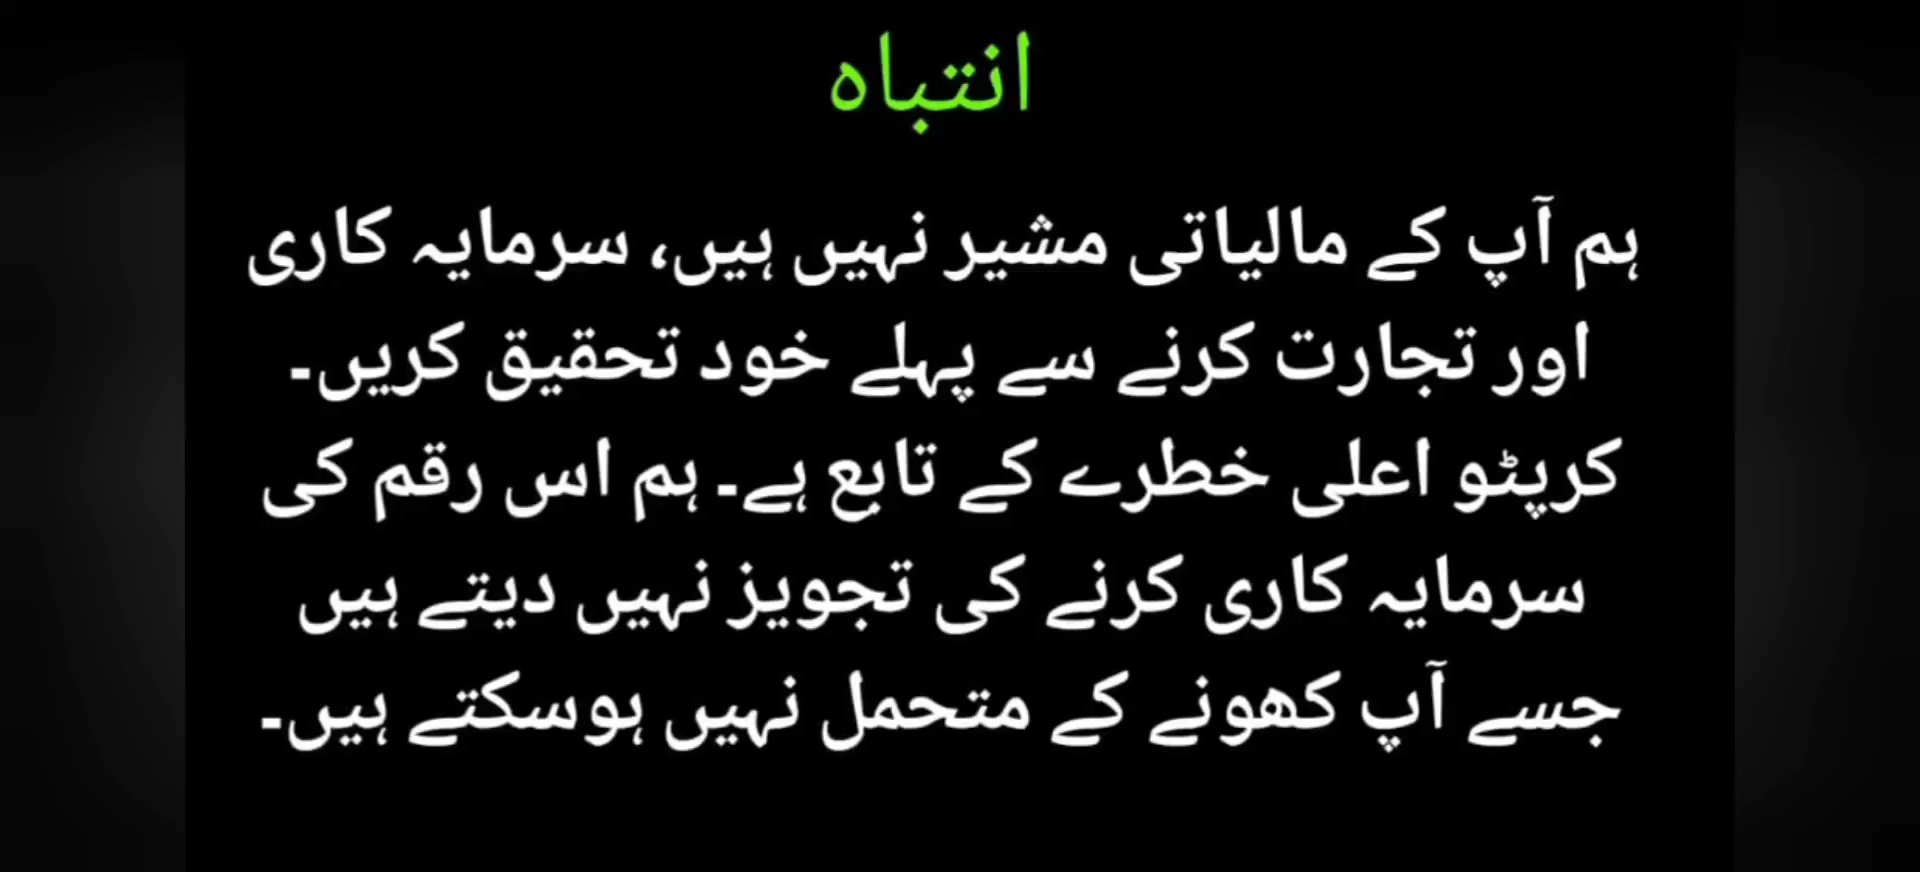 انتباہ
ہم آپ کے مالیاتی مشیر نہیں ہیں، سرمایہ کاری
اور تجارت کرنے سے پہلے خود تحقیق کریں۔
کرپٹو اعلی خطرے کے تابع ہے۔ ہم اس رقم کی
سرمایہ کاری کرنے کی تجویز نہیں دیتے ہیں
جسے آپ کھونے کے متحمل نہیں ہوسکتے ہیں۔